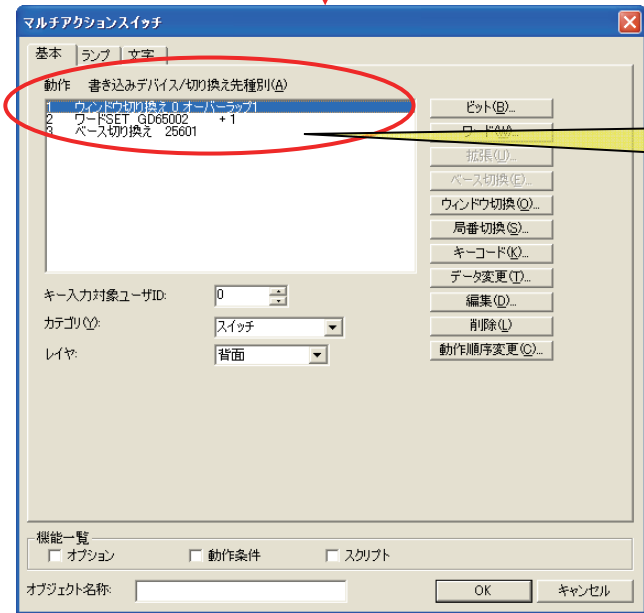 マルチアクションスイッチ
基本 ランプ 文字
動作 書き込みデバイス/切り換え先種別(A)
1 ウィンドウ切り換え 0 オーバーラップ1
2 ワードSET GD65002 + 1
3 ベース切り換え 25601
ビット(B)...
ワード(W)...
拡張(U)...
ベース切換(E)...
ウィンドウ切換(O)...
局番切換(S)...
キーコード(K)...
データ変更(T)...
編集(D)...
削除(L)
動作順序変更(C)...
キー入力対象ユーザID: 0
カテゴリ(Y): スイッチ
レイヤ: 背面
機能一覧
オプション 動作条件 スクリプト
オブジェクト名称: OK キャンセル